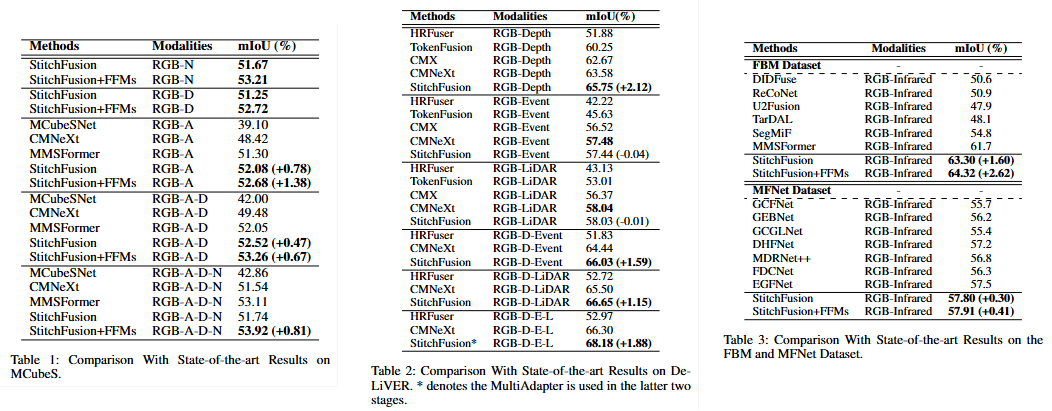 Methods Modalities mIoU (%)
StitchFusion RGB-N 51.67
StitchFusion+FFMs RGB-N 53.21
StitchFusion RGB-D 51.25
StitchFusion+FFMs RGB-D 52.72
MCubeSNet RGB-A 39.10
CMNeXt RGB-A 48.42
MMSFormer RGB-A 51.30
StitchFusion RGB-A 52.08 (+0.78)
StitchFusion+FFMs RGB-A 52.68 (+1.38)
MCubeSNet RGB-A-D 42.00
CMNeXt RGB-A-D 49.48
MMSFormer RGB-A-D 52.05
StitchFusion RGB-A-D 52.52 (+0.47)
StitchFusion+FFMs RGB-A-D 53.26 (+0.67)
MCubeSNet RGB-A-D-N 42.86
CMNeXt RGB-A-D-N 51.54
MMSFormer RGB-A-D-N 53.11
StitchFusion RGB-A-D-N 51.74
StitchFusion+FFMs RGB-A-D-N 53.92 (+0.81)
Table 1: Comparison With State-of-the-art Results on
MCubeS.
Methods Modalities mIoU(%)
HRFuser RGB-Depth 51.88
TokenFusion RGB-Depth 60.25
CMX RGB-Depth 62.67
CMNeXt RGB-Depth 63.58
StitchFusion RGB-Depth 65.75 (+2.12)
HRFuser RGB-Event 42.22
TokenFusion RGB-Event 45.63
CMX RGB-Event 56.52
CMNeXt RGB-Event 57.48
StitchFusion RGB-Event 57.44 (-0.04)
HRFuser RGB-LiDAR 43.13
TokenFusion RGB-LiDAR 53.01
CMX RGB-LiDAR 56.37
CMNeXt RGB-LiDAR 58.04
StitchFusion RGB-LiDAR 58.03 (-0.01)
HRFuser RGB-D-Event 51.83
CMNeXt RGB-D-Event 64.44
StitchFusion RGB-D-Event 66.03 (+1.59)
HRFuser RGB-D-LiDAR 52.72
CMNeXt RGB-D-LiDAR 65.50
StitchFusion RGB-D-LiDAR 66.65 (+1.15)
HRFuser RGB-D-E-L 52.97
CMNeXt RGB-D-E-L 66.30
StitchFusion* RGB-D-E-L 68.18 (+1.88)
Table 2: Comparison With State-of-the-art Results on De-
LiVER. * denotes the MultiAdapter is used in the latter two
stages.
Methods Modalities mIoU (%)
FBM Dataset - -
DIDFuse RGB-Infrared 50.6
ReCoNet RGB-Infrared 50.9
U2Fusion RGB-Infrared 47.9
TarDAL RGB-Infrared 48.1
SegMiF RGB-Infrared 54.8
MMSFormer RGB-Infrared 61.7
StitchFusion RGB-Infrared 63.30 (+1.60)
StitchFusion+FFMs RGB-Infrared 64.32 (+2.62)
MFNet Dataset - -
GCFNet RGB-Infrared 55.7
GEBNet RGB-Infrared 56.2
GCGLNet RGB-Infrared 55.4
DHFNet RGB-Infrared 57.2
MDRNet++ RGB-Infrared 56.8
FDCNet RGB-Infrared 56.3
EGFNet RGB-Infrared 57.5
StitchFusion RGB-Infrared 57.80 (+0.30)
StitchFusion+FFMs RGB-Infrared 57.91 (+0.41)
Table 3: Comparison With State-of-the-art Results on the
FBM and MFNet Dataset.